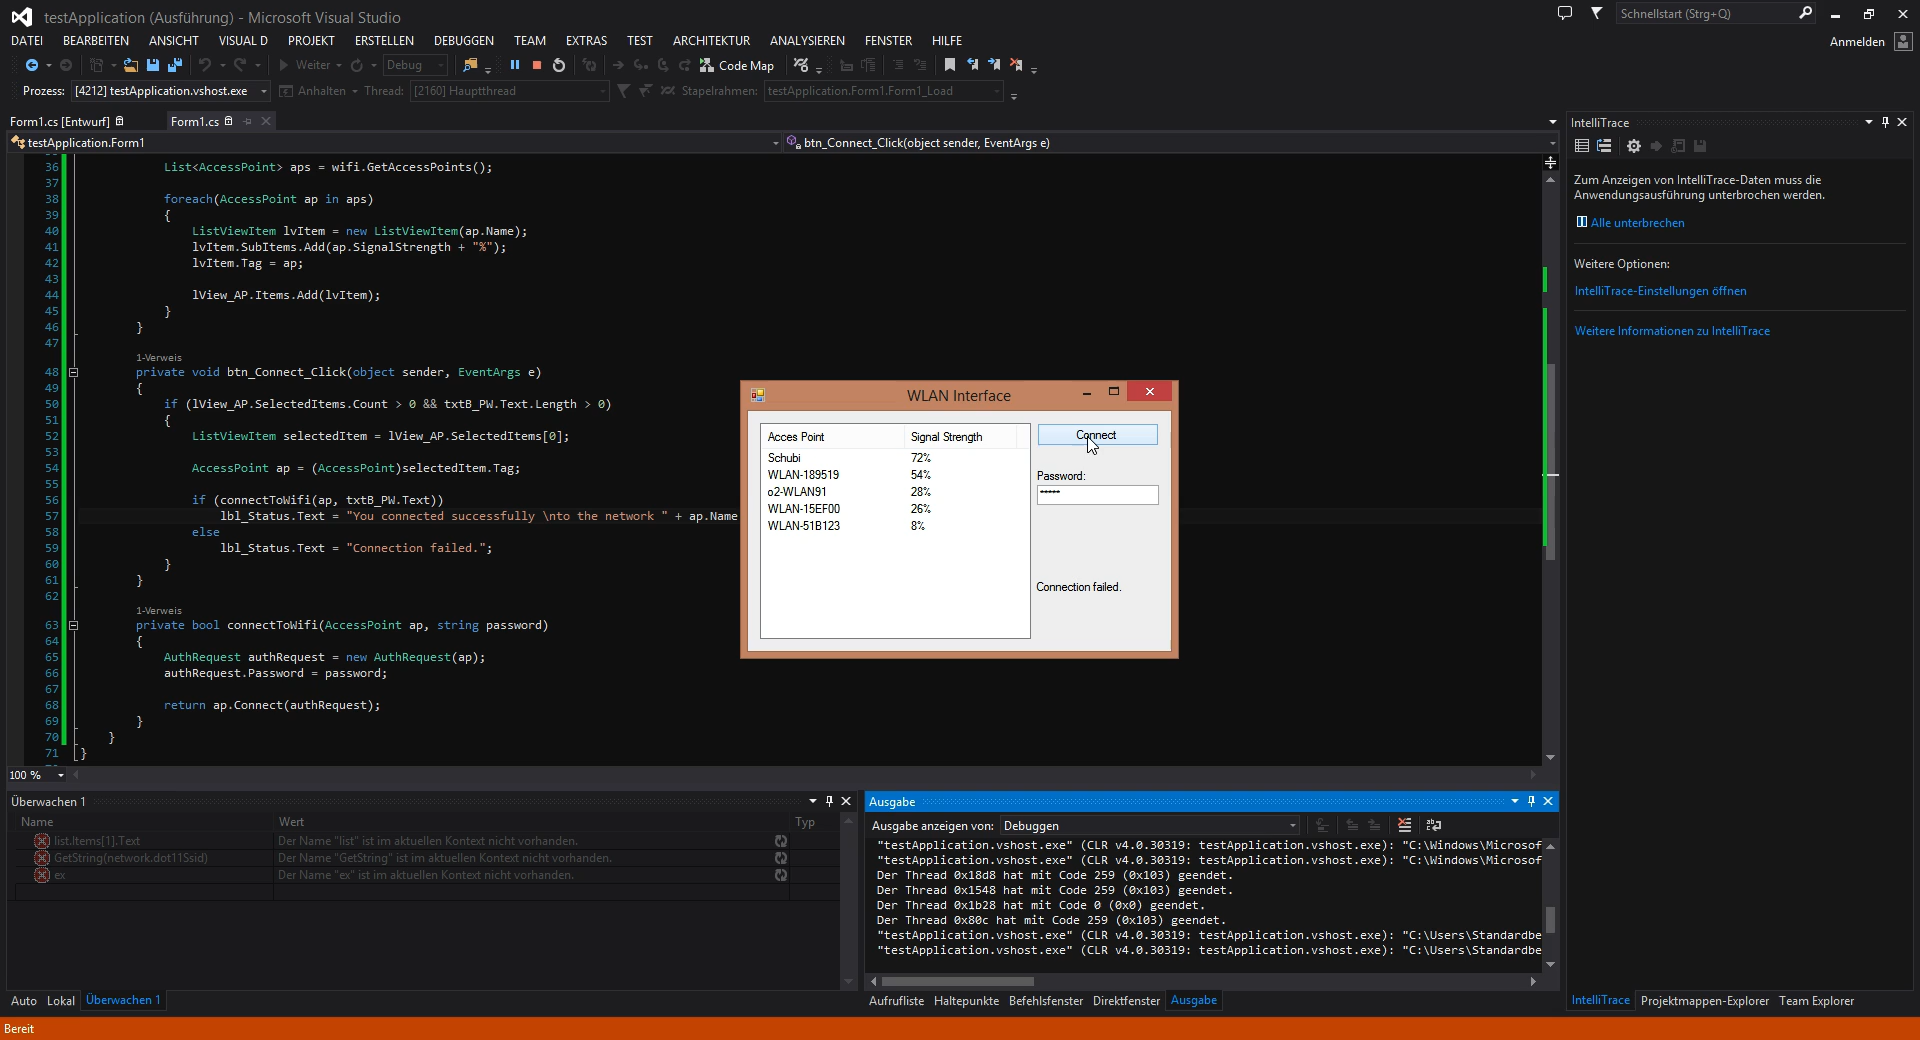 testApplication (Ausführung) - Microsoft Visual Studio
Schnellstart (Strg+Q)
DATEI BEARBEITEN ANSICHT VISUAL D PROJEKT ERSTELLEN DEBUGGEN TEAM EXTRAS TEST ARCHITEKTUR ANALYSIEREN FENSTER HILFE
Anmelden
Weiter Debug Code Map
Prozess: [4212] testApplication.vshost.exe Anhalten Thread: [2160] Hauptthread Stapelrahmen: testApplication.Form1.Form1_Load
Form1.cs [Entwurf] Form1.cs
testApplication.Form1 btn_Connect_Click(object sender, EventArgs e)
36 List<AccessPoint> aps = wifi.GetAccessPoints();
37
38 foreach(AccessPoint ap in aps)
39 {
40 ListViewItem lvItem = new ListViewItem(ap.Name);
41 lvItem.SubItems.Add(ap.SignalStrength + "%");
42 lvItem.Tag = ap;
43
44 lView_AP.Items.Add(lvItem);
45 }
46 }
47
1-Verweis
48 private void btn_Connect_Click(object sender, EventArgs e)
49 {
50 if (lView_AP.SelectedItems.Count > 0 && txtB_PW.Text.Length > 0)
51 {
52 ListViewItem selectedItem = lView_AP.SelectedItems[0];
53
54 AccessPoint ap = (AccessPoint)selectedItem.Tag;
55
56 if (connectToWifi(ap, txtB_PW.Text))
57 lbl_Status.Text = "You connected successfully \nto the network " + ap.Name
58 else
59 lbl_Status.Text = "Connection failed.";
60 }
61 }
62
1-Verweis
63 private bool connectToWifi(AccessPoint ap, string password)
64 {
65 AuthRequest authRequest = new AuthRequest(ap);
66 authRequest.Password = password;
67
68 return ap.Connect(authRequest);
69 }
70 }
71 }
100 %
WLAN Interface
Acces Point Signal Strength
Schubi 72%
WLAN-189519 54%
o2-WLAN91 28%
WLAN-15EF00 26%
WLAN-51B123 8%
Connect
Password:
*****
Connection failed.
IntelliTrace
Zum Anzeigen von IntelliTrace-Daten muss die
Anwendungsausführung unterbrochen werden.
Alle unterbrechen
Weitere Optionen:
IntelliTrace-Einstellungen öffnen
Weitere Informationen zu IntelliTrace
Überwachen 1
Name Wert Typ
list.Items[1].Text Der Name "list" ist im aktuellen Kontext nicht vorhanden.
GetString(network.dot11Ssid) Der Name "GetString" ist im aktuellen Kontext nicht vorhanden.
ex Der Name "ex" ist im aktuellen Kontext nicht vorhanden.
Auto Lokal Überwachen 1
Ausgabe
Ausgabe anzeigen von: Debuggen
"testApplication.vshost.exe" (CLR v4.0.30319: testApplication.vshost.exe): "C:\Windows\Microsof
"testApplication.vshost.exe" (CLR v4.0.30319: testApplication.vshost.exe): "C:\Windows\Microsof
Der Thread 0x18d8 hat mit Code 259 (0x103) geendet.
Der Thread 0x1548 hat mit Code 259 (0x103) geendet.
Der Thread 0x1b28 hat mit Code 0 (0x0) geendet.
Der Thread 0x80c hat mit Code 259 (0x103) geendet.
"testApplication.vshost.exe" (CLR v4.0.30319: testApplication.vshost.exe): "C:\Users\Standardbe
"testApplication.vshost.exe" (CLR v4.0.30319: testApplication.vshost.exe): "C:\Users\Standardbe
Aufrufliste Haltepunkte Befehlsfenster Direktfenster Ausgabe
IntelliTrace Projektmappen-Explorer Team Explorer
Bereit